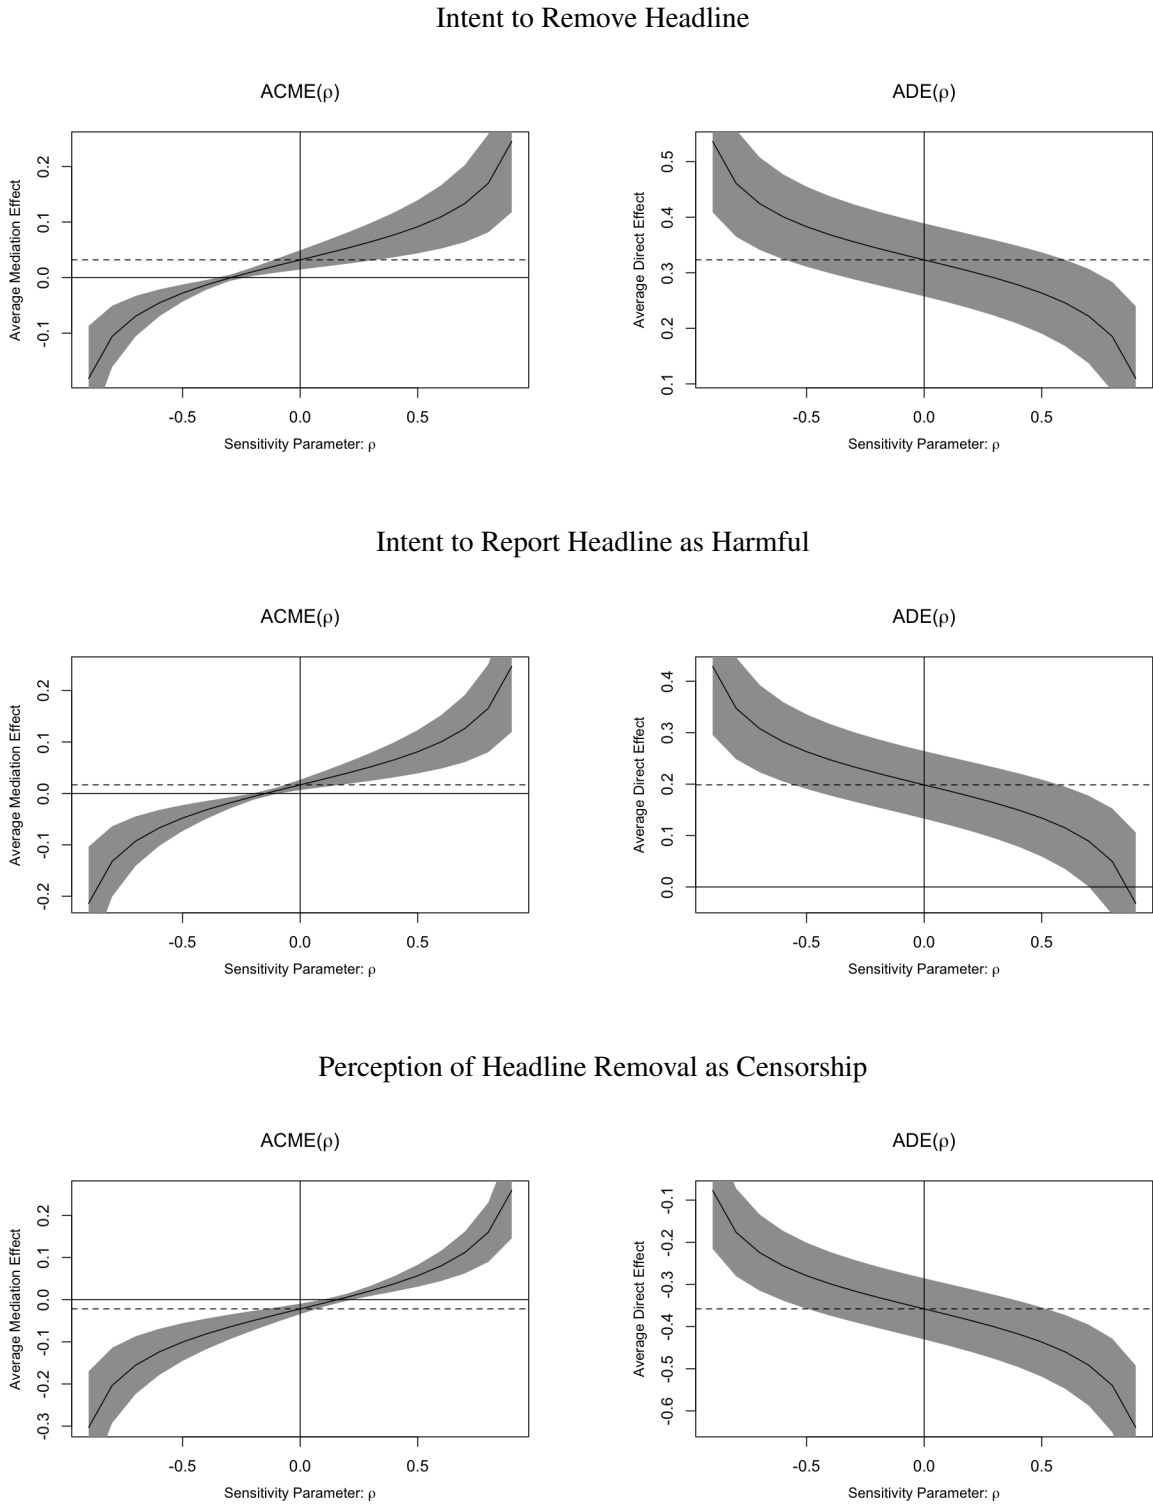 Intent to Remove Headline
ACME(ρ)
ADE(ρ)
Average Mediation Effect
0.2
0.1
0.0
-0.1
-0.5
0.0
0.5
Sensitivity Parameter: ρ
Average Direct Effect
0.5
0.4
0.3
0.2
0.1
-0.5
0.0
0.5
Sensitivity Parameter: ρ
Intent to Report Headline as Harmful
ACME(ρ)
ADE(ρ)
Average Mediation Effect
0.2
0.1
0.0
-0.1
-0.2
-0.5
0.0
0.5
Sensitivity Parameter: ρ
Average Direct Effect
0.4
0.3
0.2
0.1
0.0
-0.5
0.0
0.5
Sensitivity Parameter: ρ
Perception of Headline Removal as Censorship
ACME(ρ)
ADE(ρ)
Average Mediation Effect
0.2
0.1
0.0
-0.1
-0.2
-0.3
-0.5
0.0
0.5
Sensitivity Parameter: ρ
Average Direct Effect
-0.1
-0.2
-0.3
-0.4
-0.5
-0.6
-0.5
0.0
0.5
Sensitivity Parameter: ρ